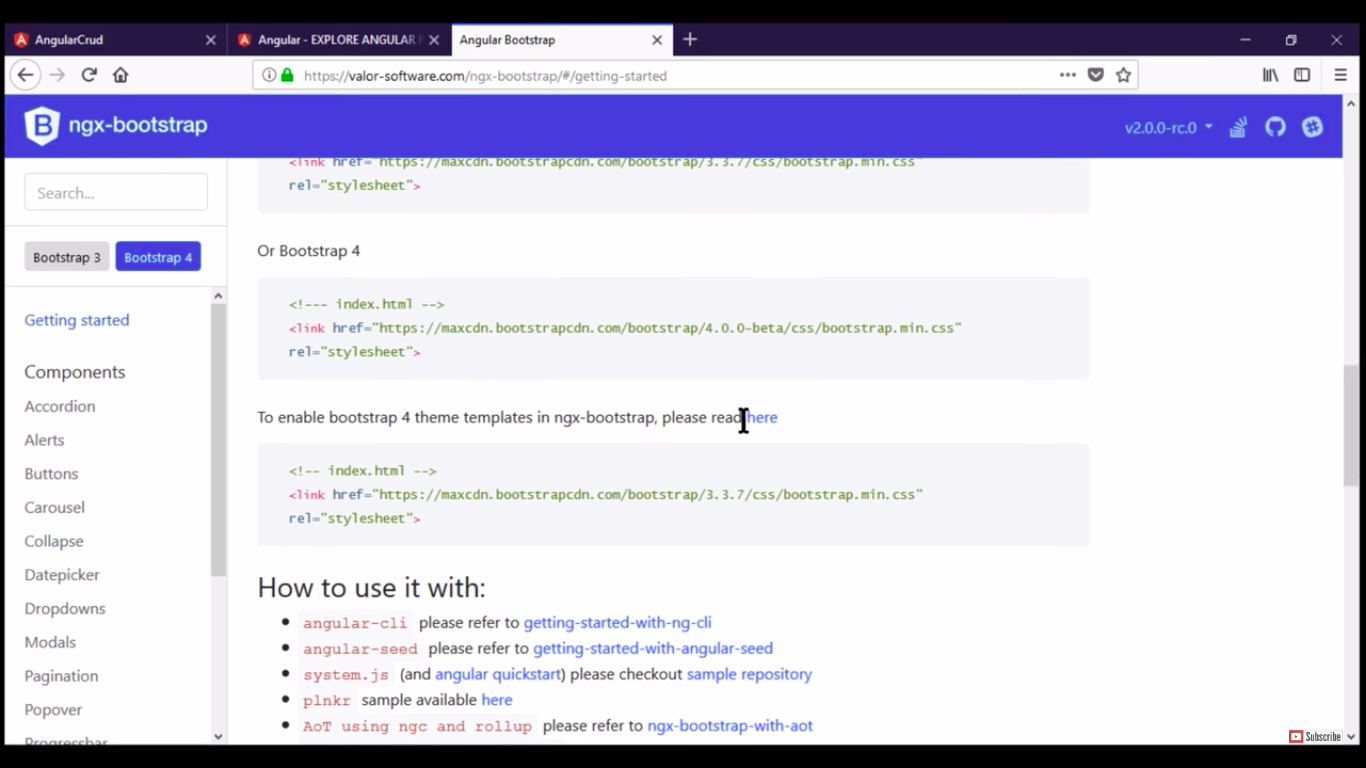 AngularCrud
Angular - EXPLORE ANGULAR
Angular Bootstrap
https://valor-software.com/ngx-bootstrap/#/getting-started
B ngx-bootstrap
v2.0.0-rc.0
Search...
Bootstrap 3
Bootstrap 4
Getting started
Components
Accordion
Alerts
Buttons
Carousel
Collapse
Datepicker
Dropdowns
Modals
Pagination
Popover
Progressbar
<link href="https://maxcdn.bootstrapcdn.com/bootstrap/3.3.7/css/bootstrap.min.css"
rel="stylesheet">
Or Bootstrap 4
<!--- index.html -->
<link href="https://maxcdn.bootstrapcdn.com/bootstrap/4.0.0-beta/css/bootstrap.min.css"
rel="stylesheet">
To enable bootstrap 4 theme templates in ngx-bootstrap, please read here
<!-- index.html -->
<link href="https://maxcdn.bootstrapcdn.com/bootstrap/3.3.7/css/bootstrap.min.css"
rel="stylesheet">
How to use it with:
angular-cli please refer to getting-started-with-ng-cli
angular-seed please refer to getting-started-with-angular-seed
system.js (and angular quickstart) please checkout sample repository
plnkr sample available here
AoT using ngc and rollup please refer to ngx-bootstrap-with-aot
Subscribe